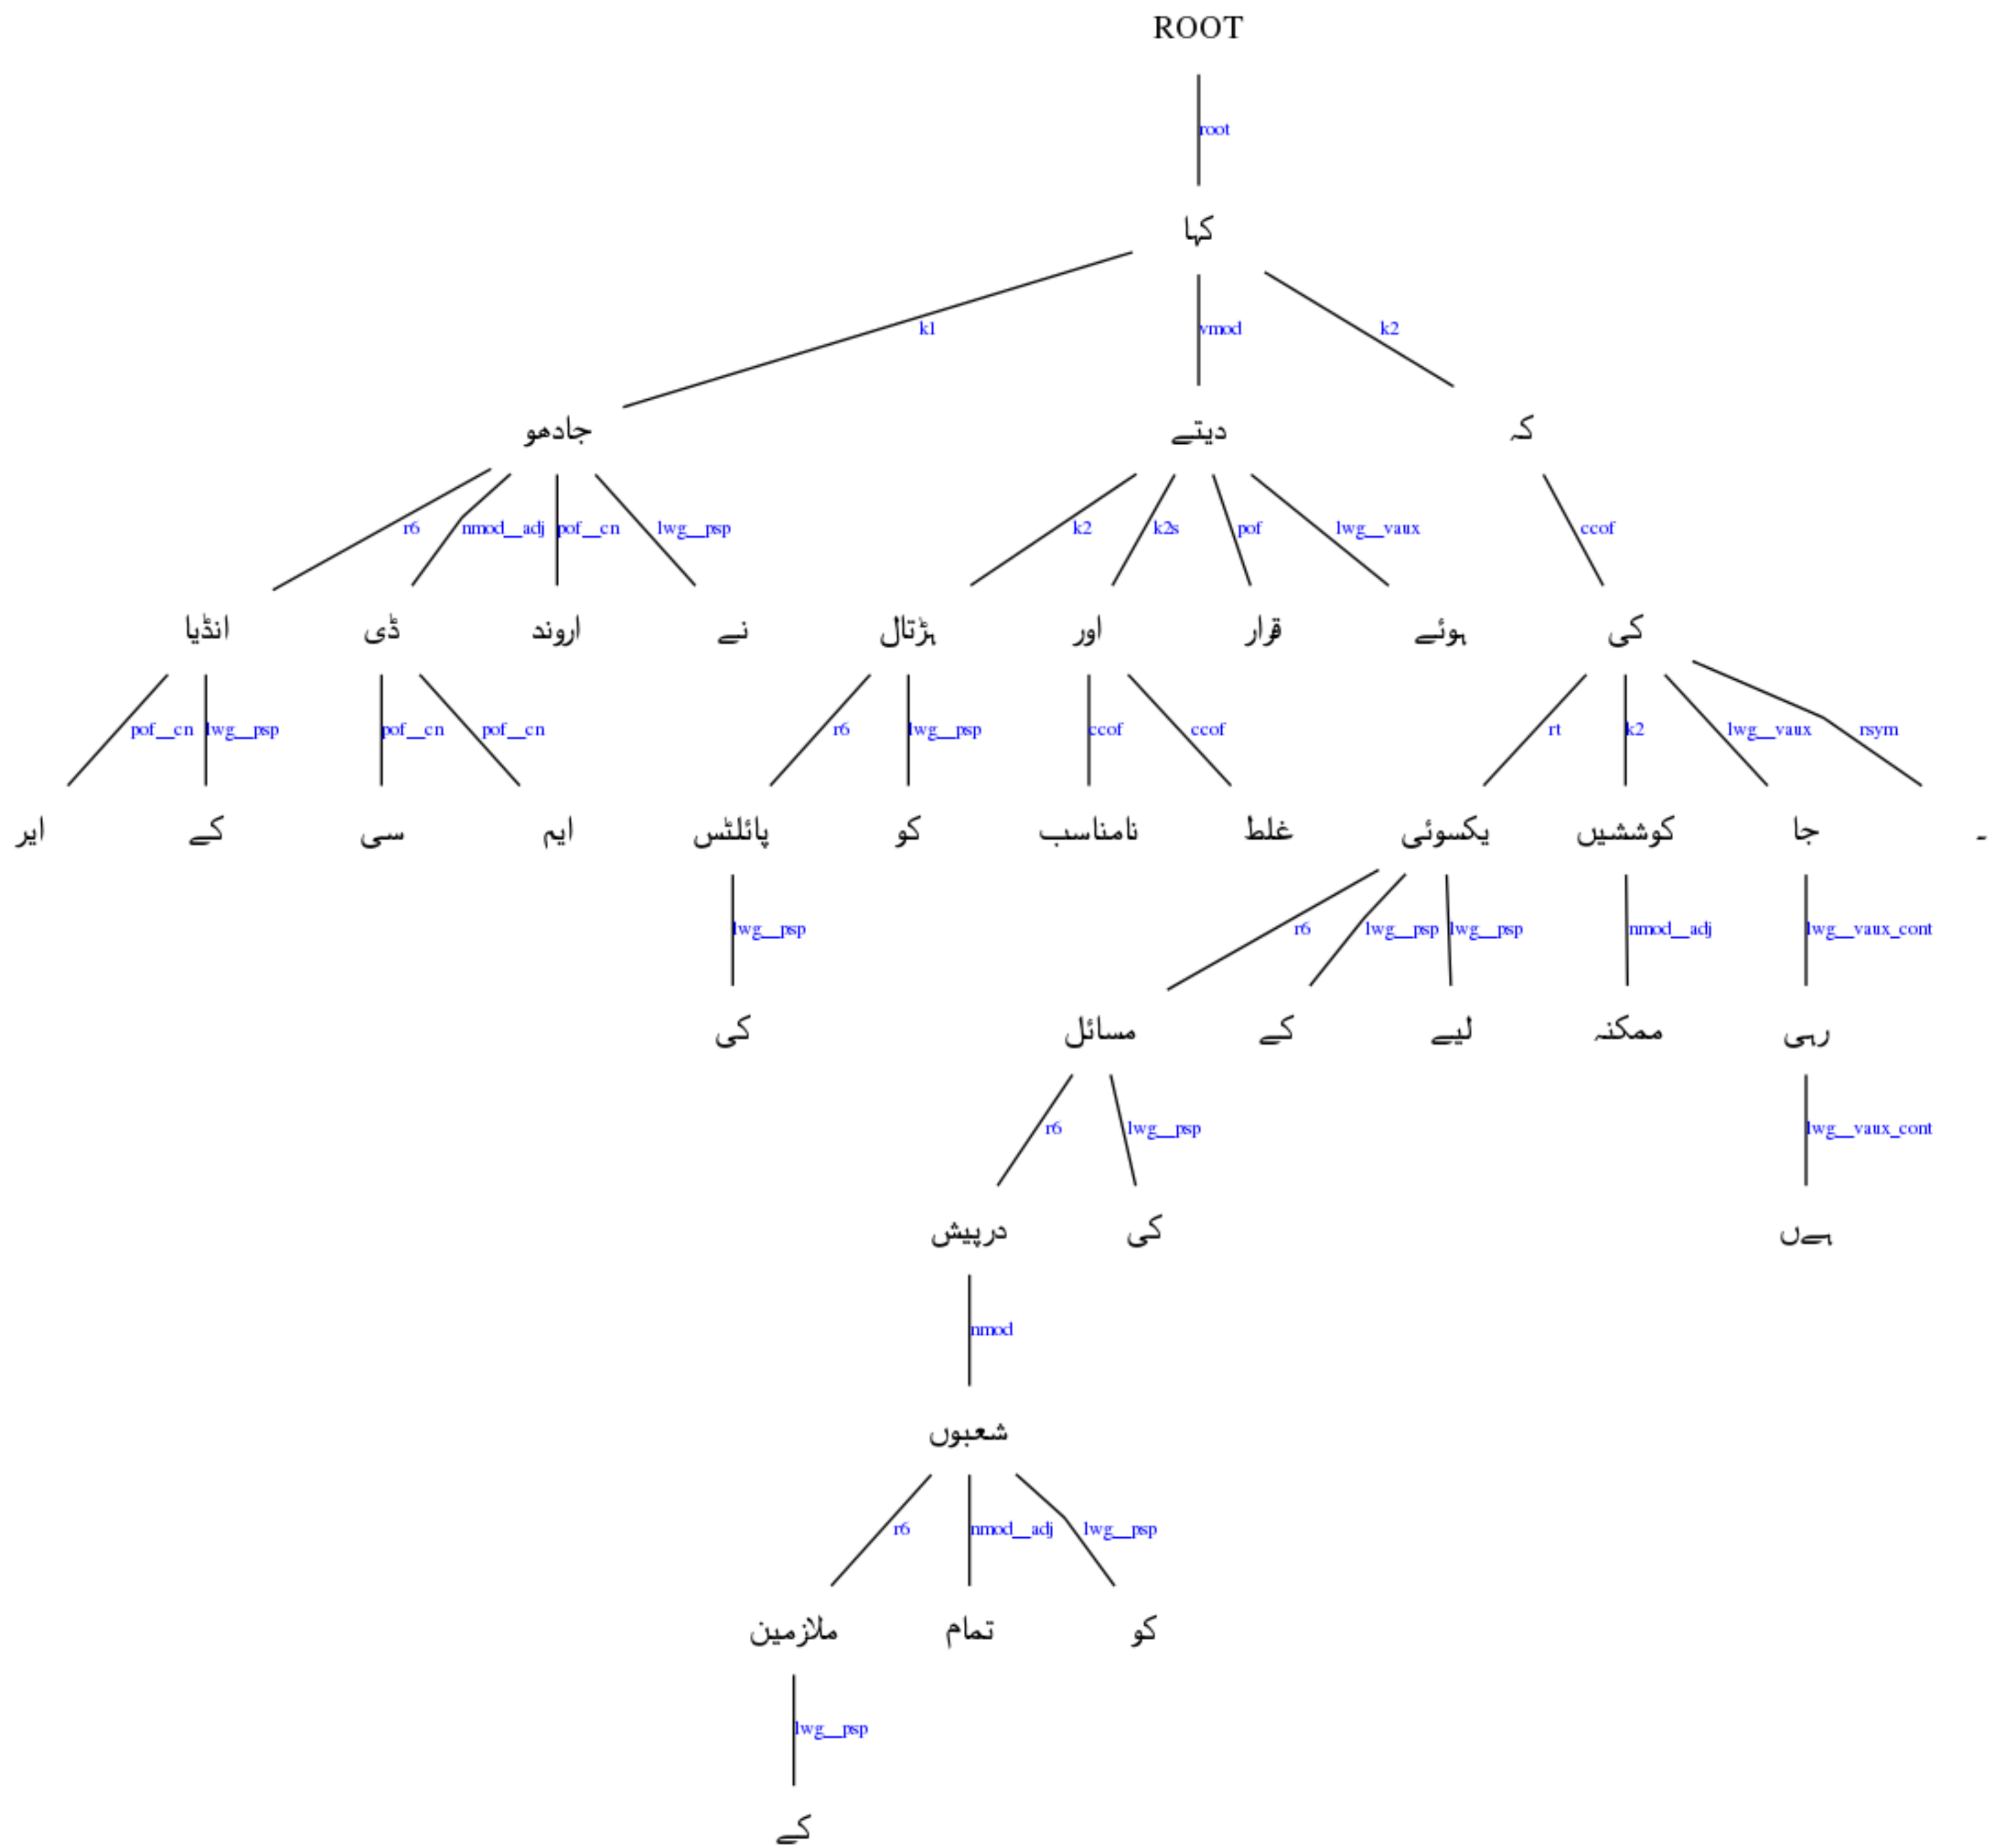 ROOT
root
کہا
k1 vmod k2
جادھو دیتے کہ
r6 nmod__adj pof__cn lwg__psp k2 k2s pof lwg__vaux ccof
انڈیا ڈی اروند نے ہڑتال اور قرار ہوئے کی
pof__cn lwg__psp pof__cn pof__cn r6 lwg__psp ccof ccof rt k2 lwg__vaux rsym
ایر کے سی ایم پائلٹس کو نامناسب غلط یکسوئی کوششیں جا ۔
lwg__psp r6 lwg__psp lwg__psp nmod__adj lwg__vaux_cont
کی مسائل کے لیے ممکنہ رہی
r6 lwg__psp lwg__vaux_cont
درپیش کی ہےں
nmod
شعبوں
r6 nmod__adj lwg__psp
ملازمین تمام کو
lwg__psp
کے